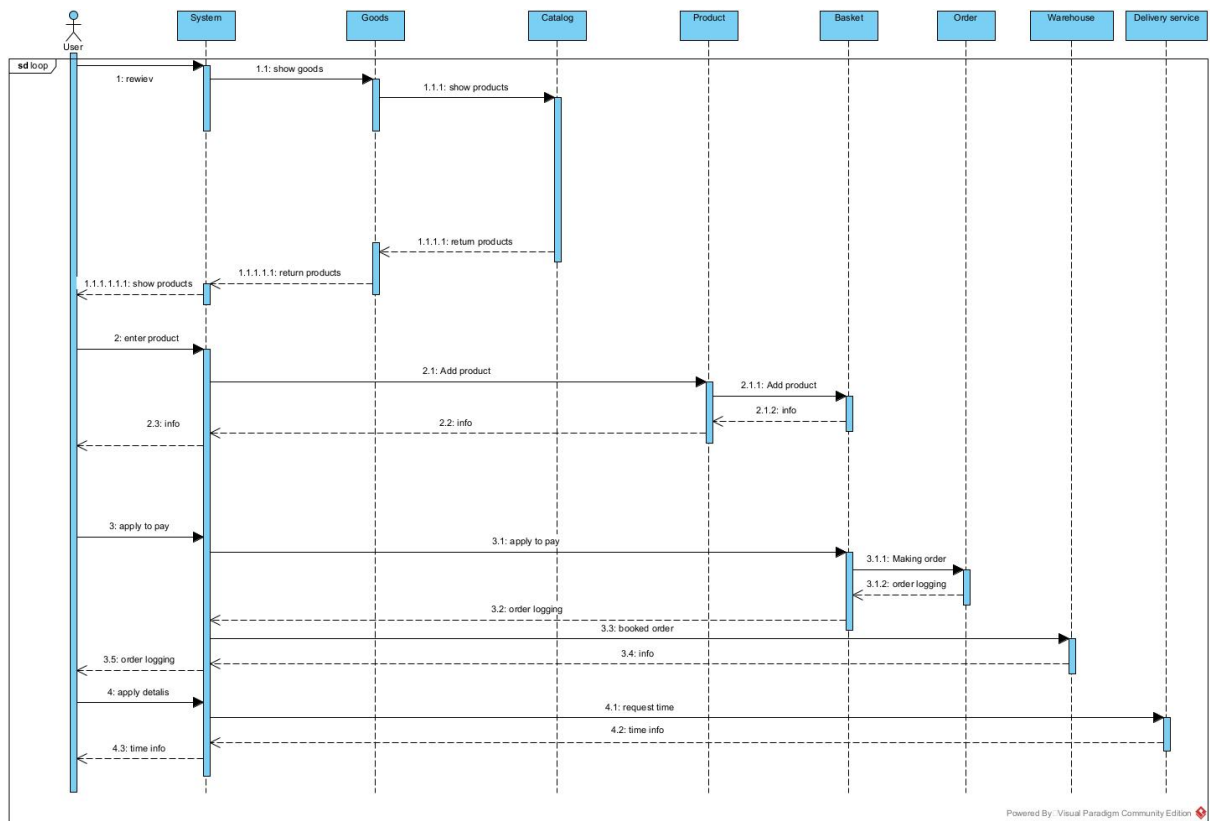 System
Goods
Catalog
Product
Basket
Order
Warehouse
Delivery service
User
sd loop
1: rewiev
1.1: show goods
1.1.1: show products
1.1.1.1: return products
1.1.1.1.1: return products
1.1.1.1.1.1: show products
2: enter product
2.1: Add product
2.1.1: Add product
2.1.2: info
2.2: info
2.3: info
3: apply to pay
3.1: apply to pay
3.1.1: Making order
3.1.2: order logging
3.2: order logging
3.3: booked order
3.4: info
3.5: order logging
4: apply detalis
4.1: request time
4.2: time info
4.3: time info
Powered By: Visual Paradigm Community Edition